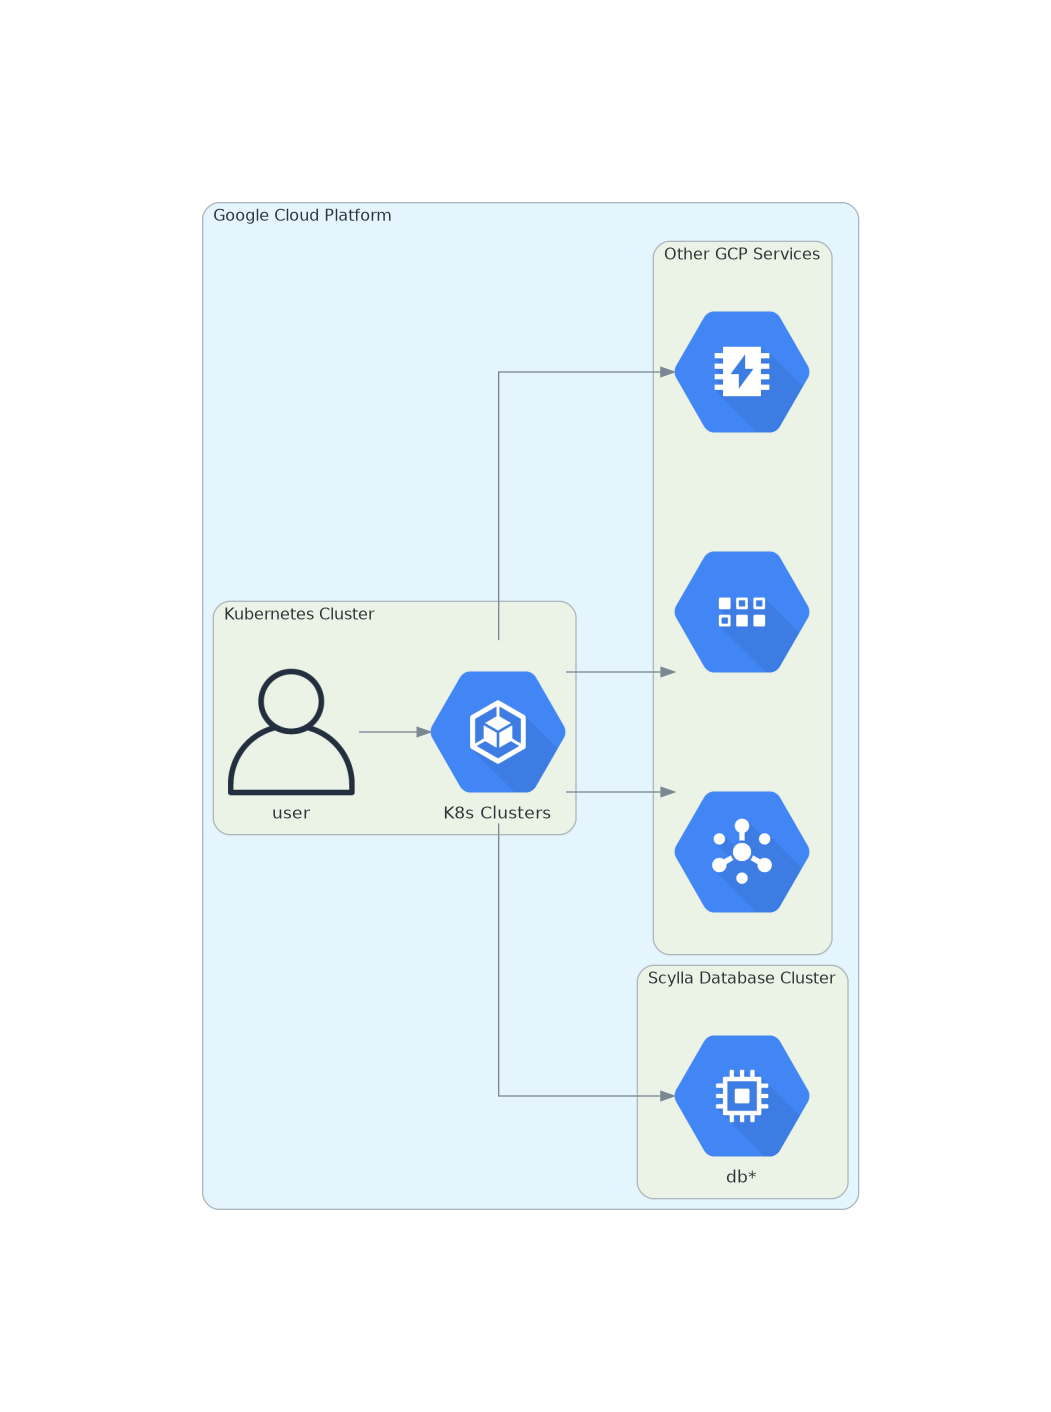 Google Cloud Platform
Other GCP Services
Kubernetes Cluster
user
K8s Clusters
Scylla Database Cluster
db*